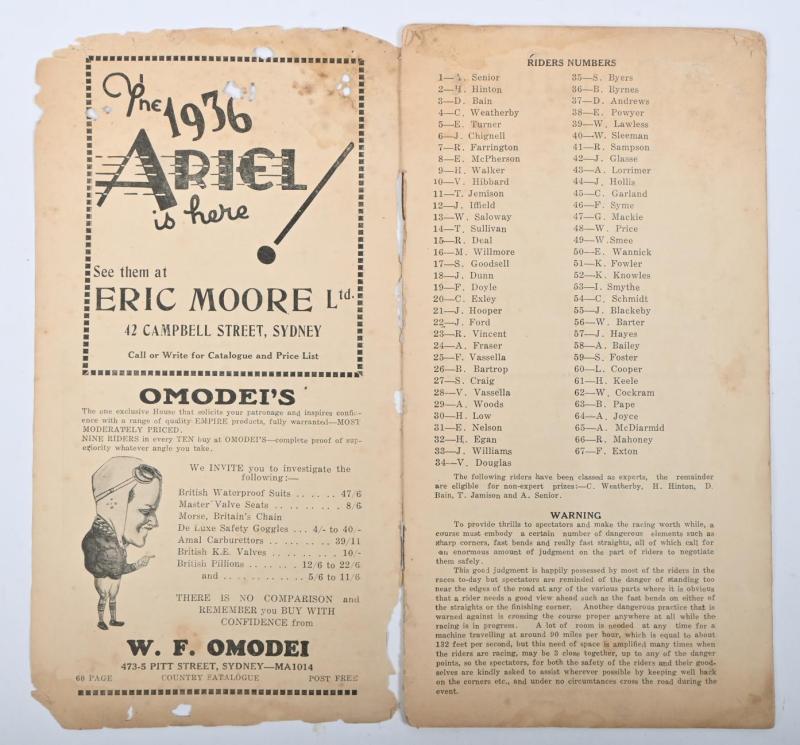 The 1936
ARIEL
is here
See them at
ERIC MOORE Ltd.
42 CAMPBELL STREET, SYDNEY
Call or Write for Catalogue and Price List
OMODEI'S
The one exclusive House that solicits your patronage and inspires confid-
ence with a range of quality EMPIRE products, fully warranted—MOST
MODERATELY PRICED.
NINE RIDERS in every TEN buy at OMODEI'S—complete proof of sup-
eriority whatever angle you take.
We INVITE you to investigate the
following:—
British Waterproof Suits . . . . . 47/6
Master Valve Seats . . . . . . . . 8/6
Morse, Britain's Chain
De Luxe Safety Goggles . . . 4/- to 40/-
Amal Carburettors . . . . . . . . 39/11
British K.E. Valves . . . . . . . . . 10/-
British Pillions . . . . . 12/6 to 22/6
and . . . . . . . . . . . 5/6 to 11/6
THERE IS NO COMPARISON and
REMEMBER you BUY WITH
CONFIDENCE from
W. F. OMODEI
473-5 PITT STREET, SYDNEY—MA1014
60 PAGE COUNTRY SATALOGUE POST FREE
RIDERS NUMBERS
1—A. Senior
2—H. Hinton
3—D. Bain
4—C. Weatherby
5—E. Turner
6—J. Chignell
7—R. Farrington
8—E. McPherson
9—H. Walker
10—V. Hibbard
11—T. Jemison
12—J. Iffield
13—W. Saloway
14—T. Sullivan
15—R. Deal
16—M. Willmore
17—S. Goodsell
18—J. Dunn
19—F. Doyle
20—C. Exley
21—J. Hooper
22—J. Ford
23—R. Vincent
24—A. Fraser
25—F. Vassella
26—B. Bartrop
27—S. Craig
28—V. Vassella
29—A. Woods
30—H. Low
31—E. Nelson
32—H. Egan
33—J. Williams
34—V. Douglas
35—S. Byers
36—B. Byrnes
37—D. Andrews
38—E. Powyer
39—W. Lawless
40—W. Sleeman
41—R. Sampson
42—J. Glasse
43—A. Lorrimer
44—J. Hollis
45—C. Garland
46—F. Syme
47—G. Mackie
48—W. Price
49—W.Smee
50—E. Wannick
51—K. Fowler
52—K. Knowles
53—I. Smythe
54—C. Schmidt
55—J. Blackeby
56—W. Barter
57—J. Hayes
58—A. Bailey
59—S. Foster
60—L. Cooper
61—H. Keele
62—W. Cockram
63—B. Pape
64—A. Joyce
65—A. McDiarmid
66—R. Mahoney
67—F. Exton
The following riders have been classed as experts, the remainder
are eligible for non-expert prizes:—C. Weatherby, H. Hinton, D.
Bain, T. Jamison and A. Senior.
WARNING
To provide thrills to spectators and make the racing worth while, a
course must embody a certain number of dangerous elements such as
sharp corners, fast bends and really fast straights, all of which call for
an enormous amount of judgment on the part of riders to negotiate
them safely.
This good judgment is happily possessed by most of the riders in the
races to-day but spectators are reminded of the danger of standing too
near the edges of the road at any of the various parts where it is obvious
that a rider needs a good view ahead such as the fast bends on either of
the straights or the finishing corner. Another dangerous practice that is
warned against is crossing the course proper anywhere at all while the
racing is in progress. A lot of room is needed at any time for a
machine travelling at around 90 miles per hour, which is equal to about
132 feet per second, but this need of space is amplified many times when
the riders are racing, may be 3 close together, up to any of the danger
points, so the spectators, for both the safety of the riders and their good-
selves are kindly asked to assist wherever possible by keeping well back
on the corners etc., and under no circumtances cross the road during the
event.